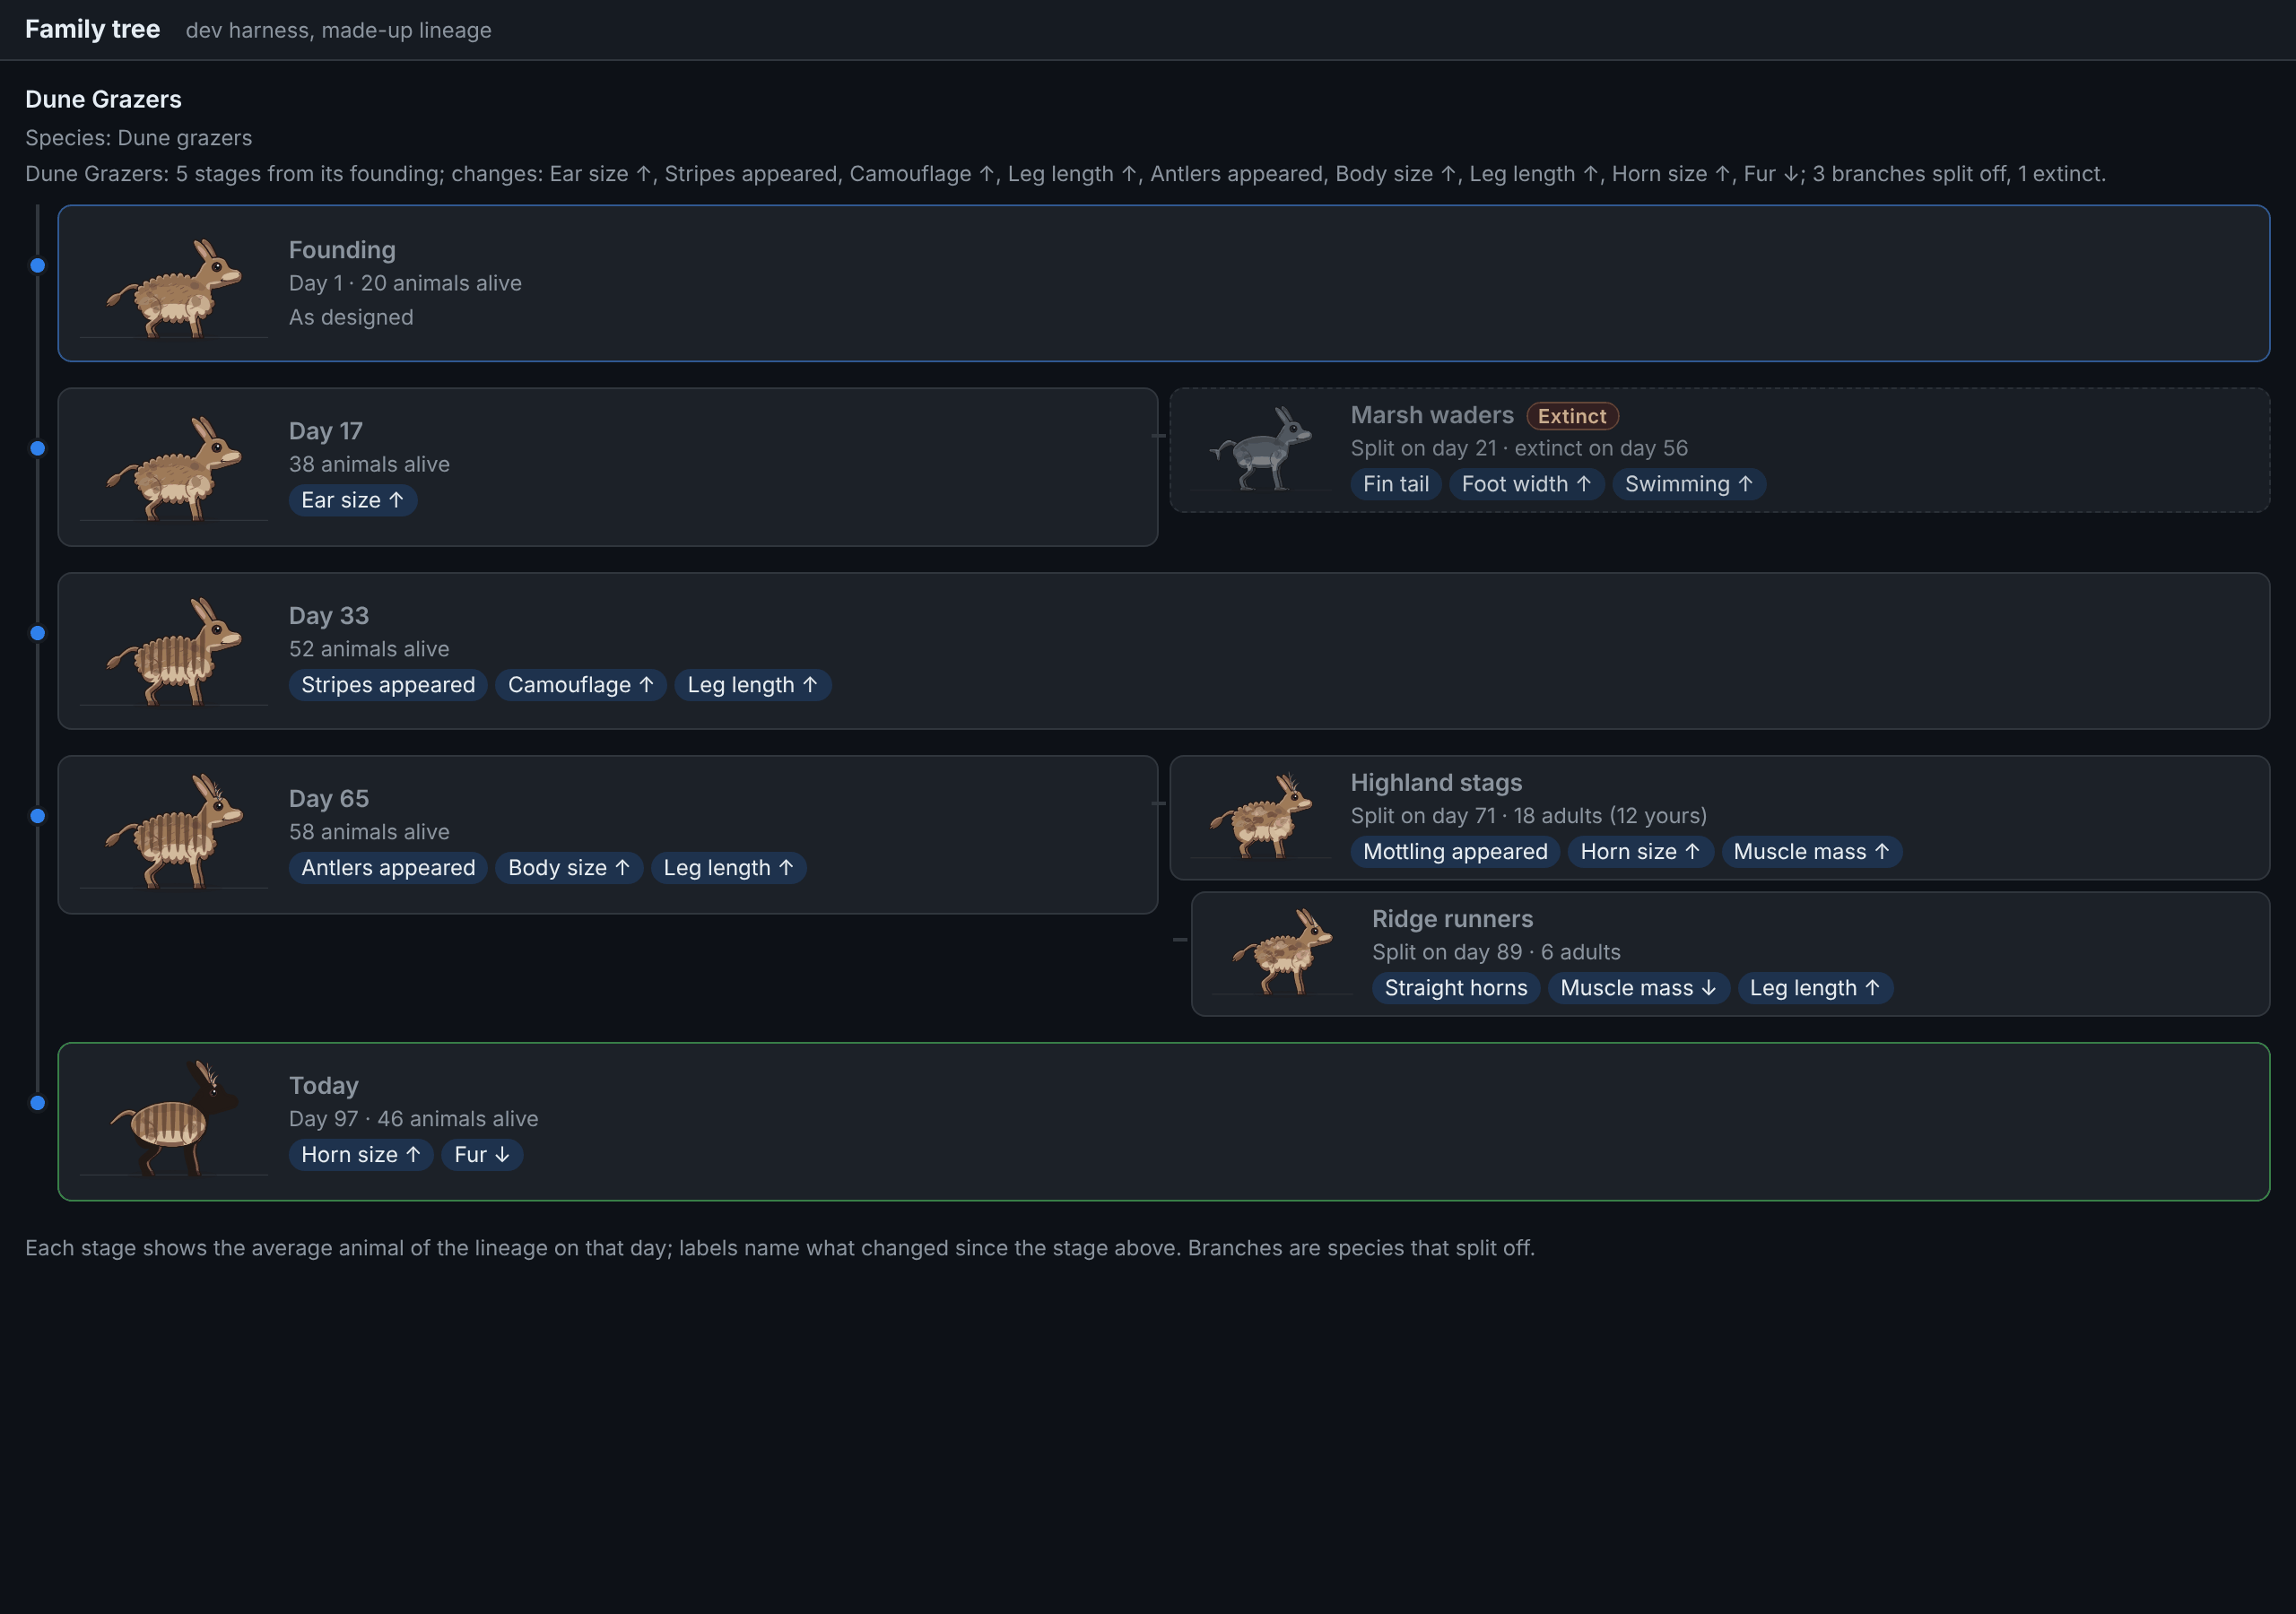 Family tree dev harness, made-up lineage
Dune Grazers
Species: Dune grazers
Dune Grazers: 5 stages from its founding; changes: Ear size ↑, Stripes appeared, Camouflage ↑, Leg length ↑, Antlers appeared, Body size ↑, Leg length ↑, Horn size ↑, Fur ↓; 3 branches split off, 1 extinct.
Founding
Day 1 · 20 animals alive
As designed
Day 17
38 animals alive
Ear size ↑
Marsh waders Extinct
Split on day 21 · extinct on day 56
Fin tail Foot width ↑ Swimming ↑
Day 33
52 animals alive
Stripes appeared Camouflage ↑ Leg length ↑
Day 65
58 animals alive
Antlers appeared Body size ↑ Leg length ↑
Highland stags
Split on day 71 · 18 adults (12 yours)
Mottling appeared Horn size ↑ Muscle mass ↑
Ridge runners
Split on day 89 · 6 adults
Straight horns Muscle mass ↓ Leg length ↑
Today
Day 97 · 46 animals alive
Horn size ↑ Fur ↓
Each stage shows the average animal of the lineage on that day; labels name what changed since the stage above. Branches are species that split off.